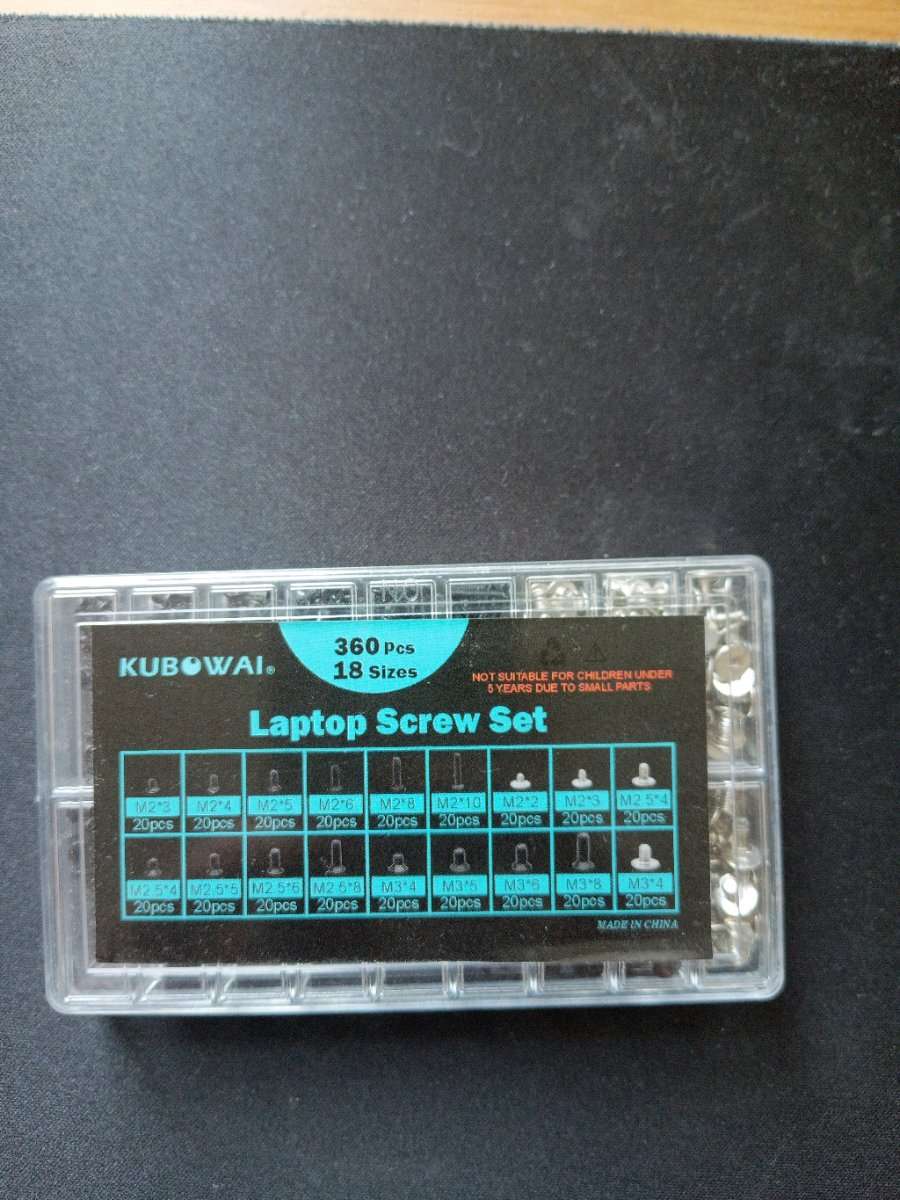 360 Pcs
18 Sizes
KUBOWAI®
NOT SUITABLE FOR CHILDREN UNDER
5 YEARS DUE TO SMALL PARTS
Laptop Screw Set
M2*3 M2*4 M2*5 M2*6 M2*8 M2*10 M2*2 M2*3 M2.5*4
20pcs 20pcs 20pcs 20pcs 20pcs 20pcs 20pcs 20pcs 20pcs
M2.5*4 M2.5*5 M2.5*6 M2.5*8 M3*4 M3*5 M3*6 M3*8 M3*4
20pcs 20pcs 20pcs 20pcs 20pcs 20pcs 20pcs 20pcs 20pcs
MADE IN CHINA